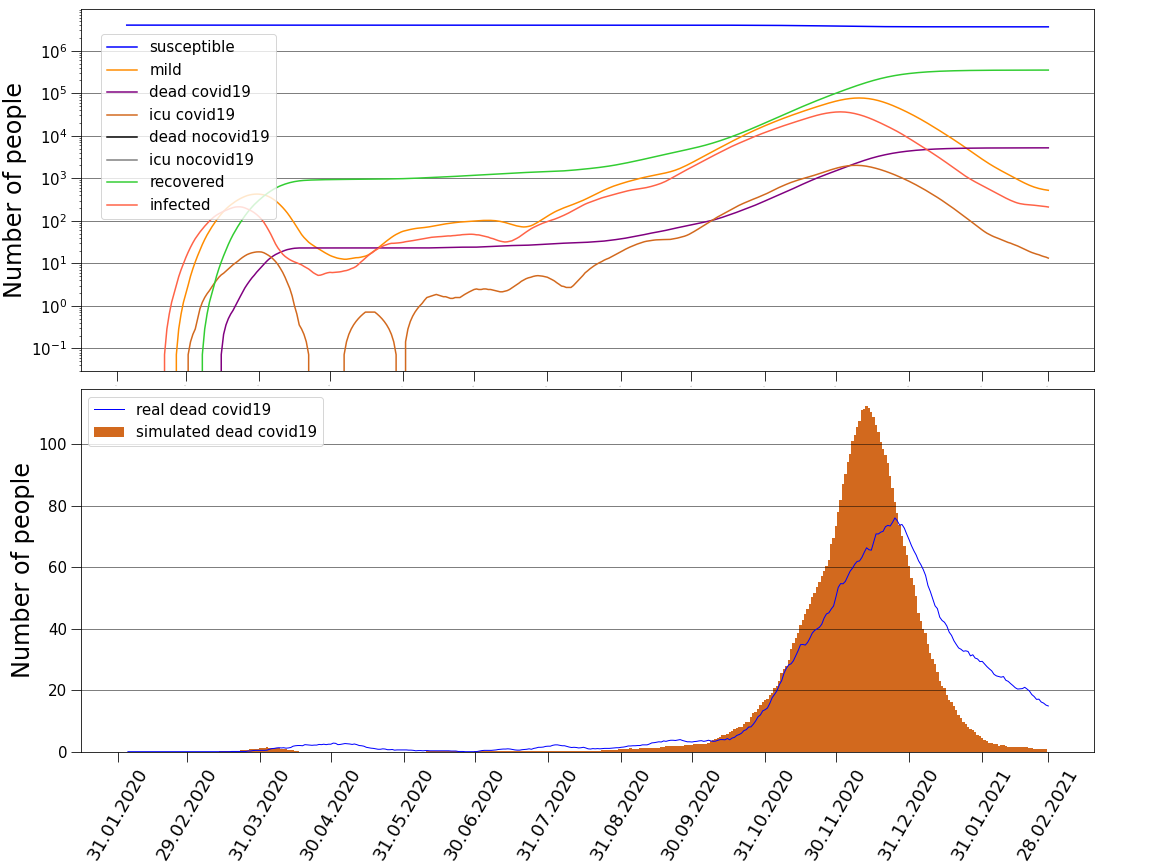 Number of people
10⁶
10⁵
10⁴
10³
10²
10¹
10⁰
10⁻¹
susceptible
mild
dead covid19
icu covid19
dead nocovid19
icu nocovid19
recovered
infected
Number of people
100
80
60
40
20
0
real dead covid19
simulated dead covid19
31.01.2020
29.02.2020
31.03.2020
30.04.2020
31.05.2020
30.06.2020
31.07.2020
31.08.2020
30.09.2020
31.10.2020
30.11.2020
31.12.2020
31.01.2021
28.02.2021